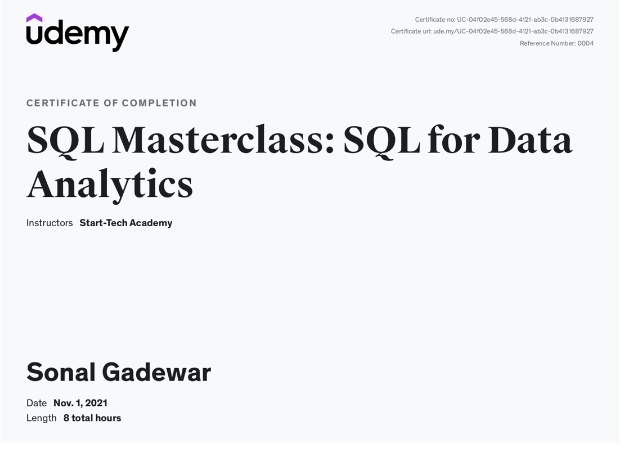 udemy
Certificate no: UC-04f02e45-568d-4121-ab3c-0b4131687927
Certificate url: ude.my/UC-04f02e45-568d-4121-ab3c-0b4131687927
Reference Number: 0004
CERTIFICATE OF COMPLETION
SQL Masterclass: SQL for Data
Analytics
Instructors Start-Tech Academy
Sonal Gadewar
Date Nov. 1, 2021
Length 8 total hours